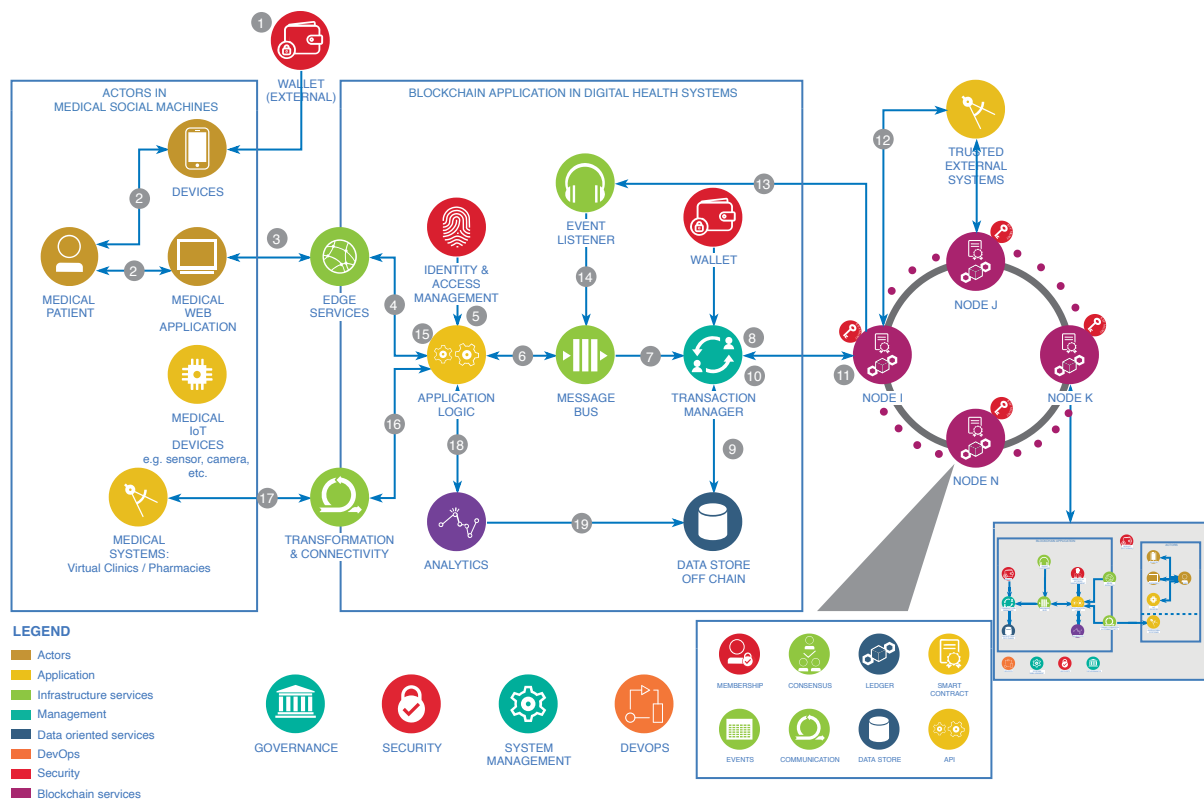 1
WALLET
(EXTERNAL)
ACTORS IN
MEDICAL SOCIAL MACHINES
BLOCKCHAIN APPLICATION IN DIGITAL HEALTH SYSTEMS
DEVICES
2
2
MEDICAL
PATIENT
MEDICAL
WEB
APPLICATION
3
MEDICAL
IoT
DEVICES
e.g. sensor, camera,
etc.
MEDICAL
SYSTEMS:
Virtual Clinics / Pharmacies
17
EDGE
SERVICES
4
IDENTITY &
ACCESS
MANAGEMENT
5
15
APPLICATION
LOGIC
16
18
TRANSFORMATION
& CONNECTIVITY
ANALYTICS
19
EVENT
LISTENER
13
14
6
MESSAGE
BUS
7
WALLET
8
10
TRANSACTION
MANAGER
9
DATA STORE
OFF CHAIN
12
TRUSTED
EXTERNAL
SYSTEMS
NODE J
11
NODE I
NODE K
NODE N
LEGEND
Actors
Application
Infrastructure services
Management
Data oriented services
DevOps
Security
Blockchain services
GOVERNANCE
SECURITY
SYSTEM
MANAGEMENT
DEVOPS
MEMBERSHIP
CONSENSUS
LEDGER
SMART
CONTRACT
EVENTS
COMMUNICATION
DATA STORE
API